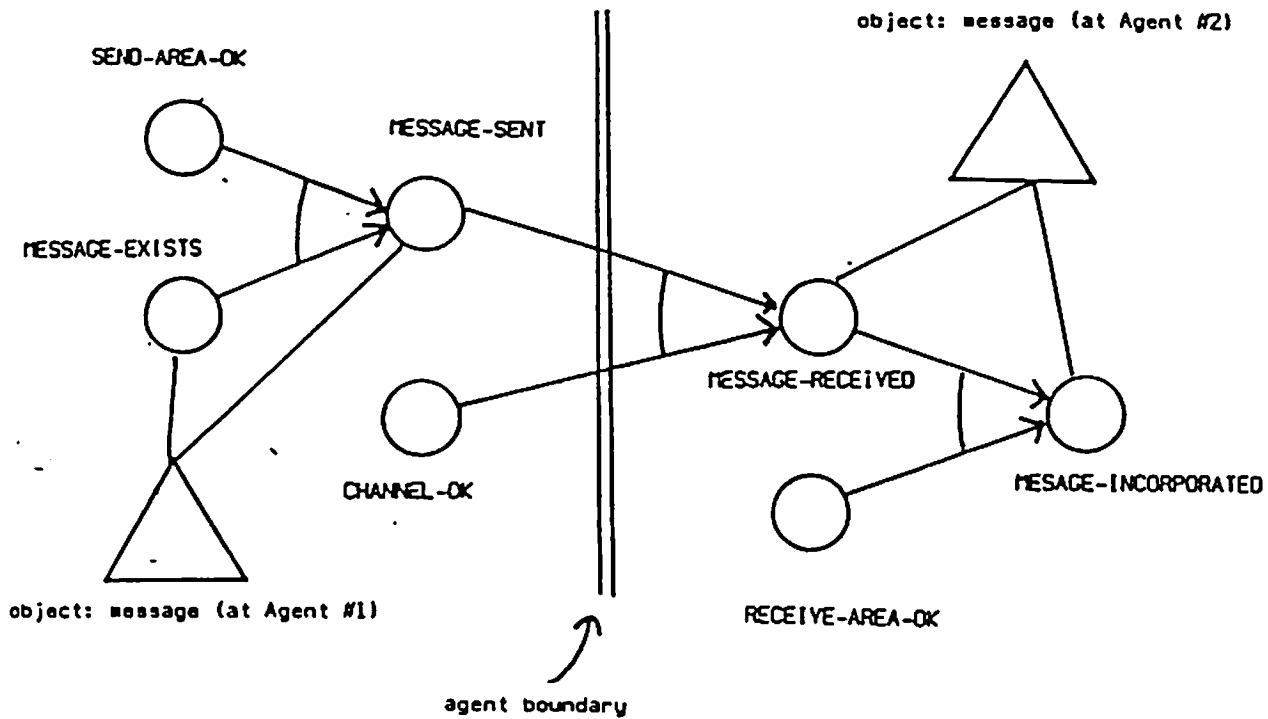 object: message (at Agent #2)
SEND-AREA-OK
MESSAGE-SENT
MESSAGE-EXISTS
MESSAGE-RECEIVED
CHANNEL-OK
MESAGE-INCORPORATED
object: message (at Agent #1)
RECEIVE-AREA-OK
agent boundary